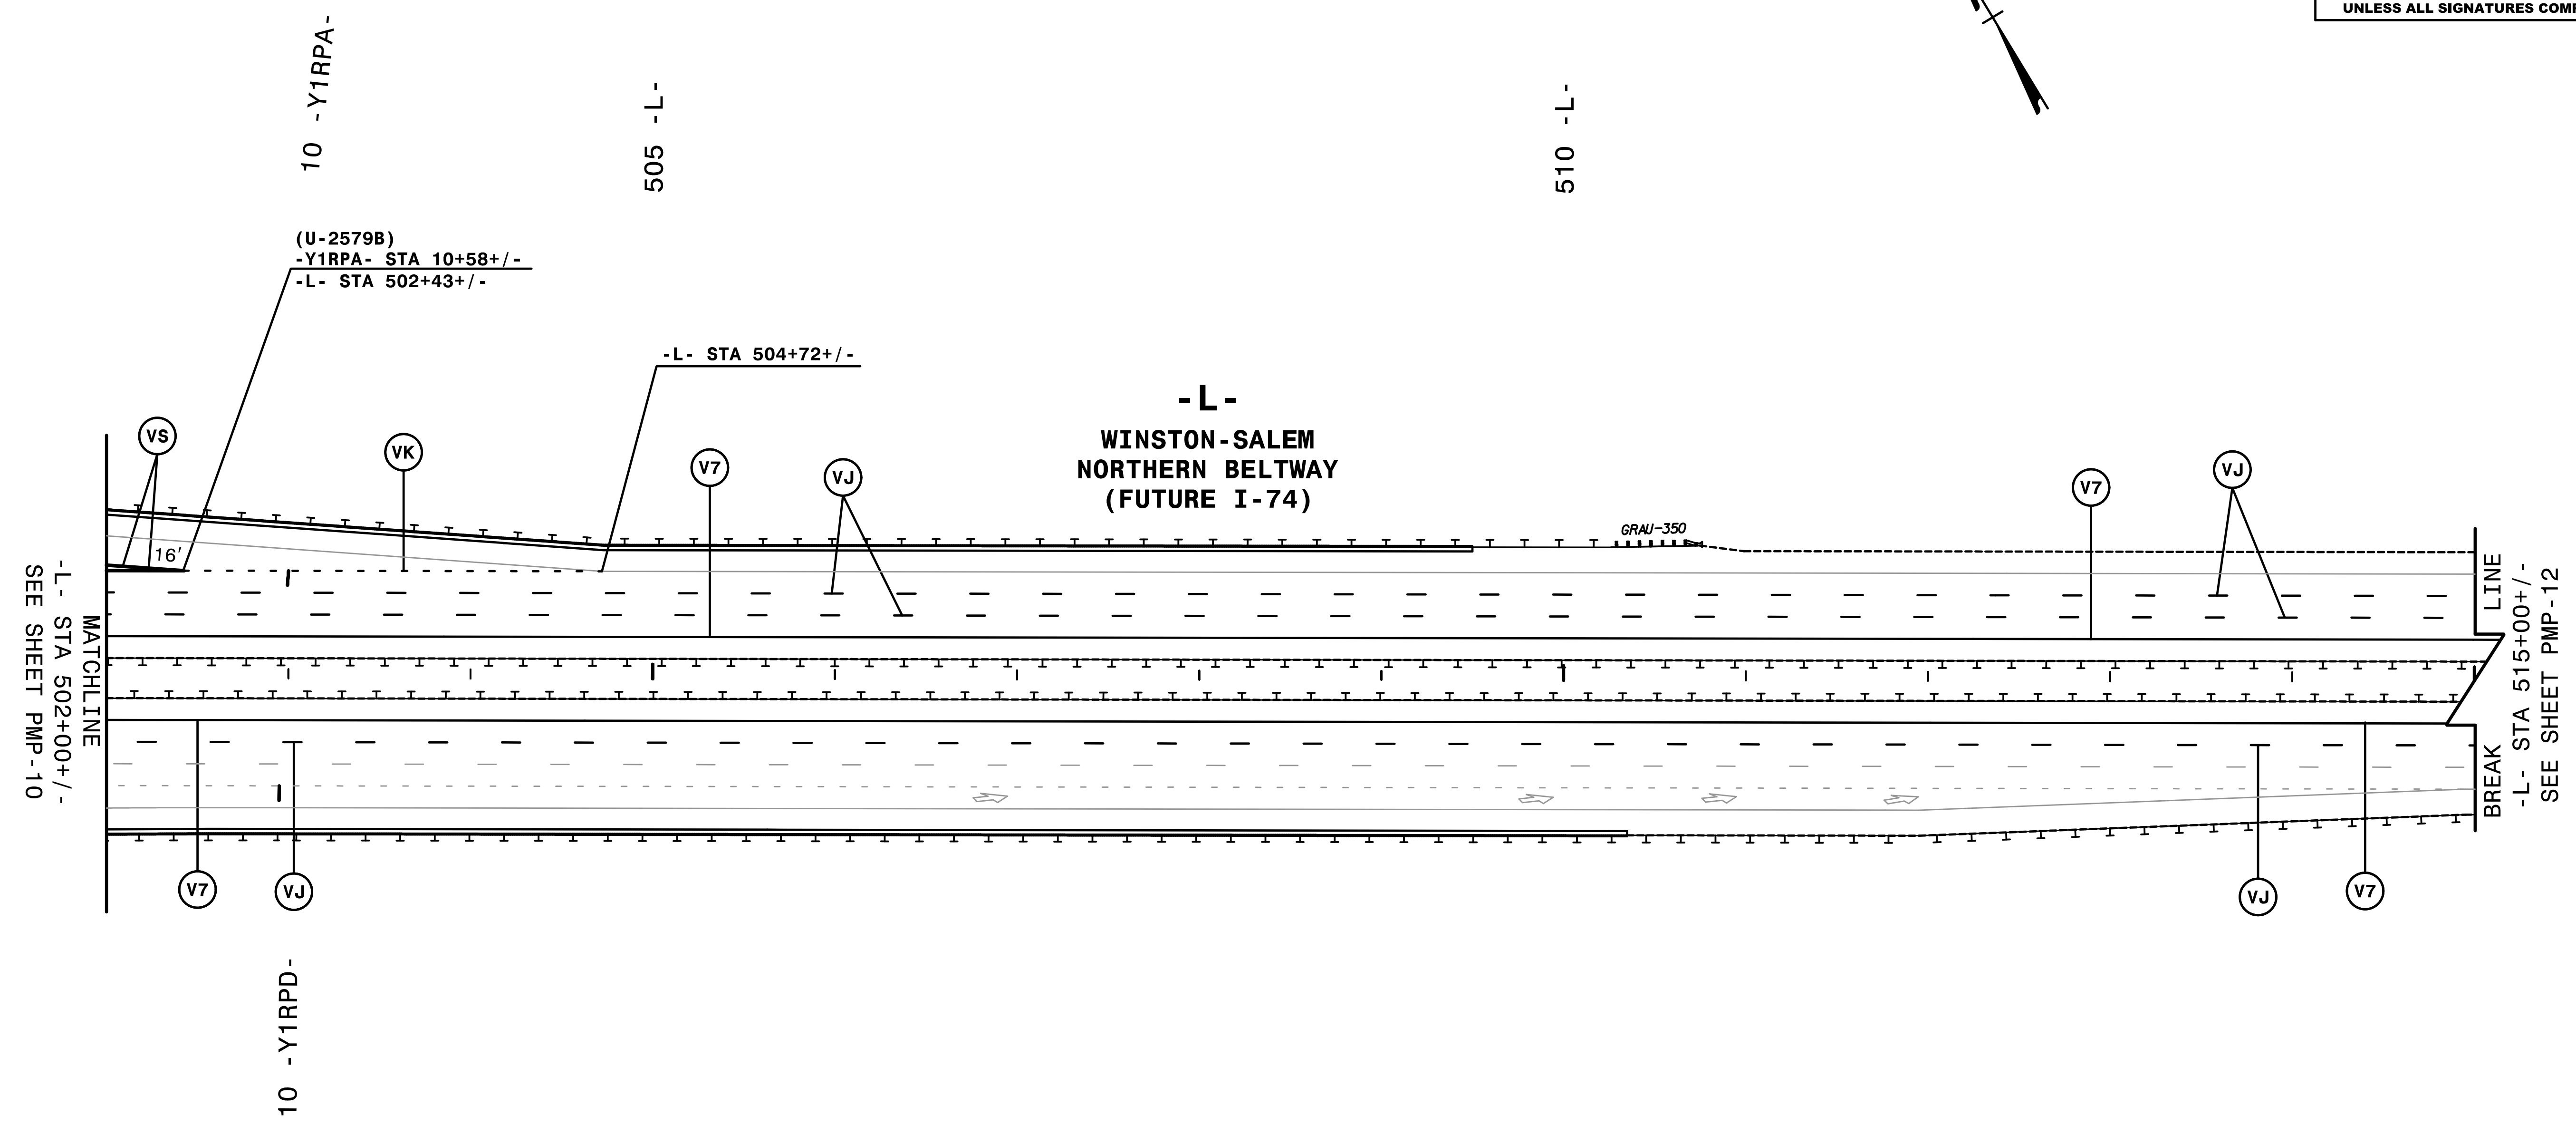 UNLESS ALL SIGNATURES COMP
10 -Y1RPA-
505 -L-
510 -L-
(U-2579B)
-Y1RPA- STA 10+58+/-
-L- STA 502+43+/-
-L- STA 504+72+/-
-L-
WINSTON-SALEM
NORTHERN BELTWAY
(FUTURE I-74)
VS
VK
V7
VJ
V7
VJ
GRAU-350
16'
MATCHLINE
-L- STA 502+00+/-
SEE SHEET PMP-10
BREAK LINE
-L- STA 515+00+/-
SEE SHEET PMP-12
V7
VJ
VJ
V7
10 -Y1RPD-